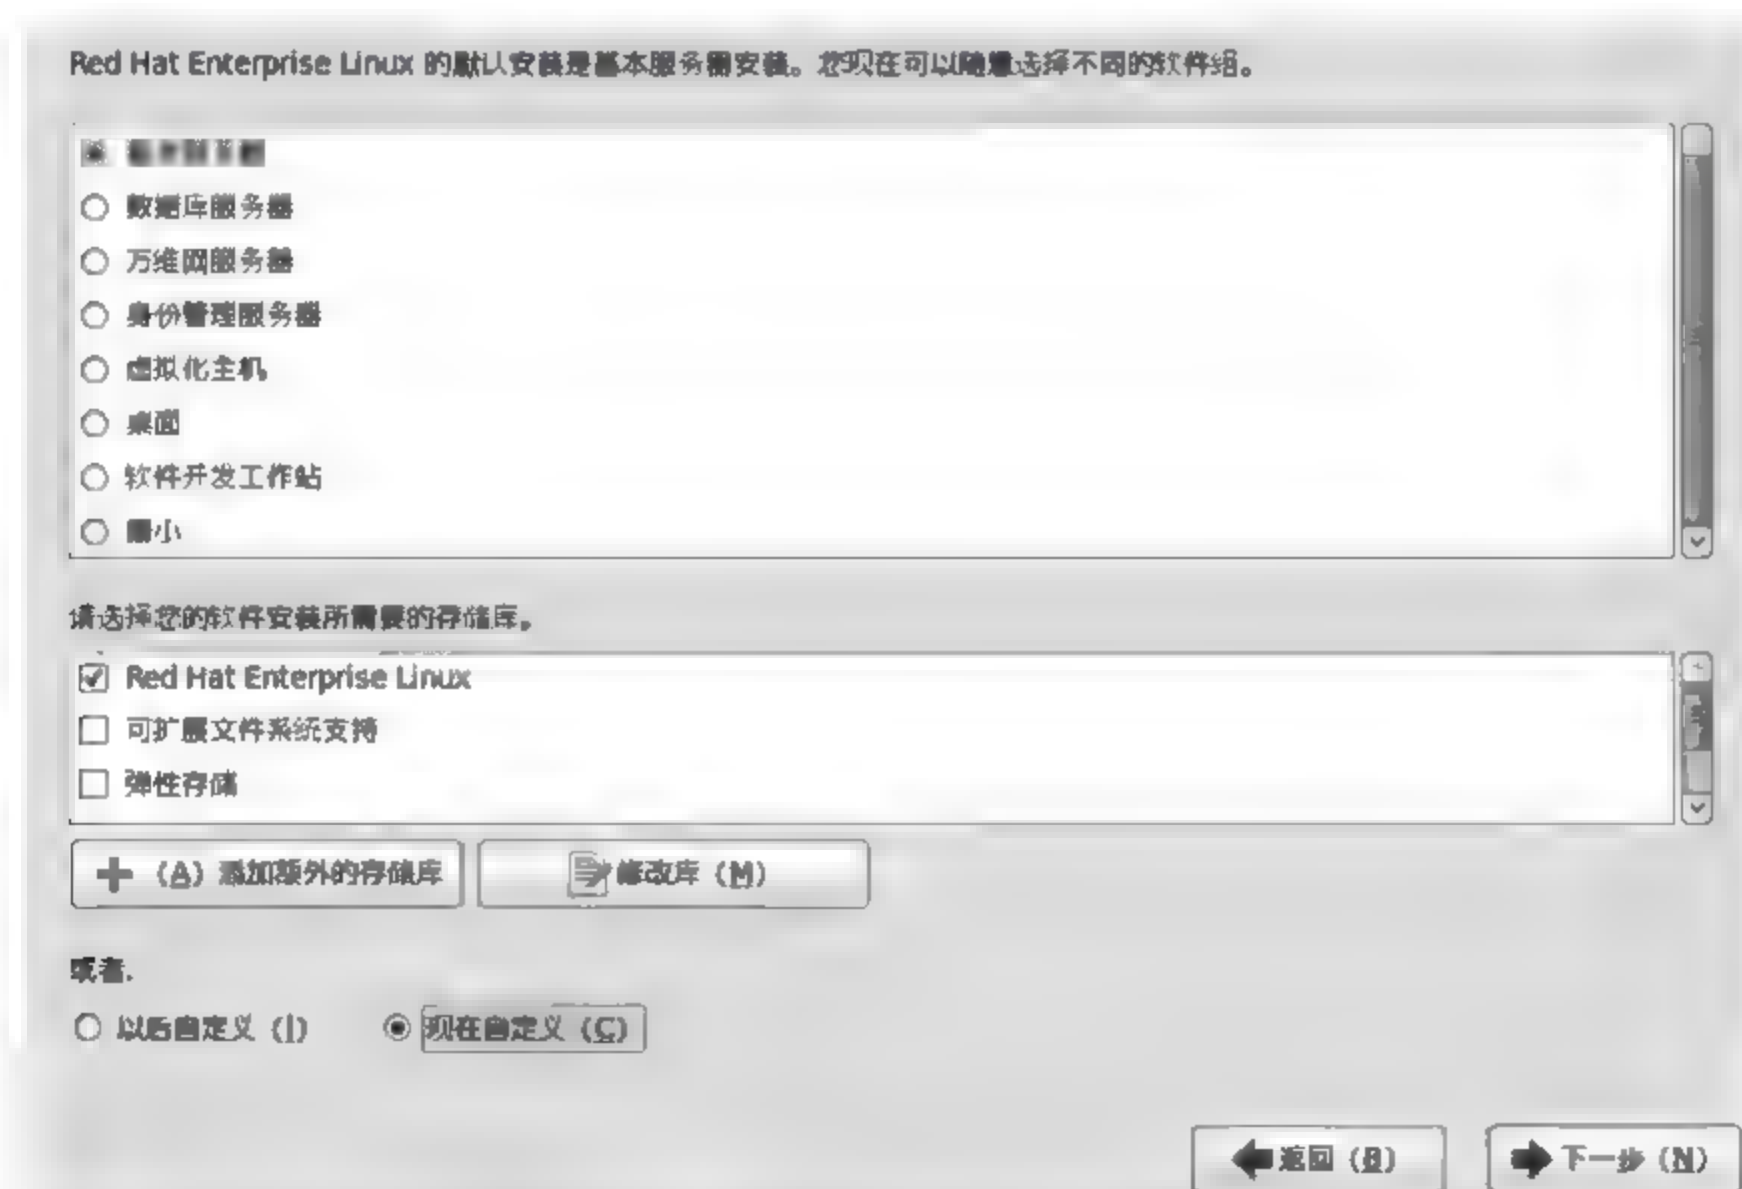 Red Hat Enterprise Linux 的默认安装是基本服务器安装。您现在可以随意选择不同的软件组。
数据库服务器
万维网服务器
身份管理服务器
虚拟化主机
桌面
软件开发工作站
最小
请选择您的软件安装所需要的存储库。
Red Hat Enterprise Linux
可扩展文件系统支持
弹性存储
(A) 添加额外的存储库 修改库 (M)
或者,
以后自定义 (l) 现在自定义 (C)
返回 (B) 下一步 (N)